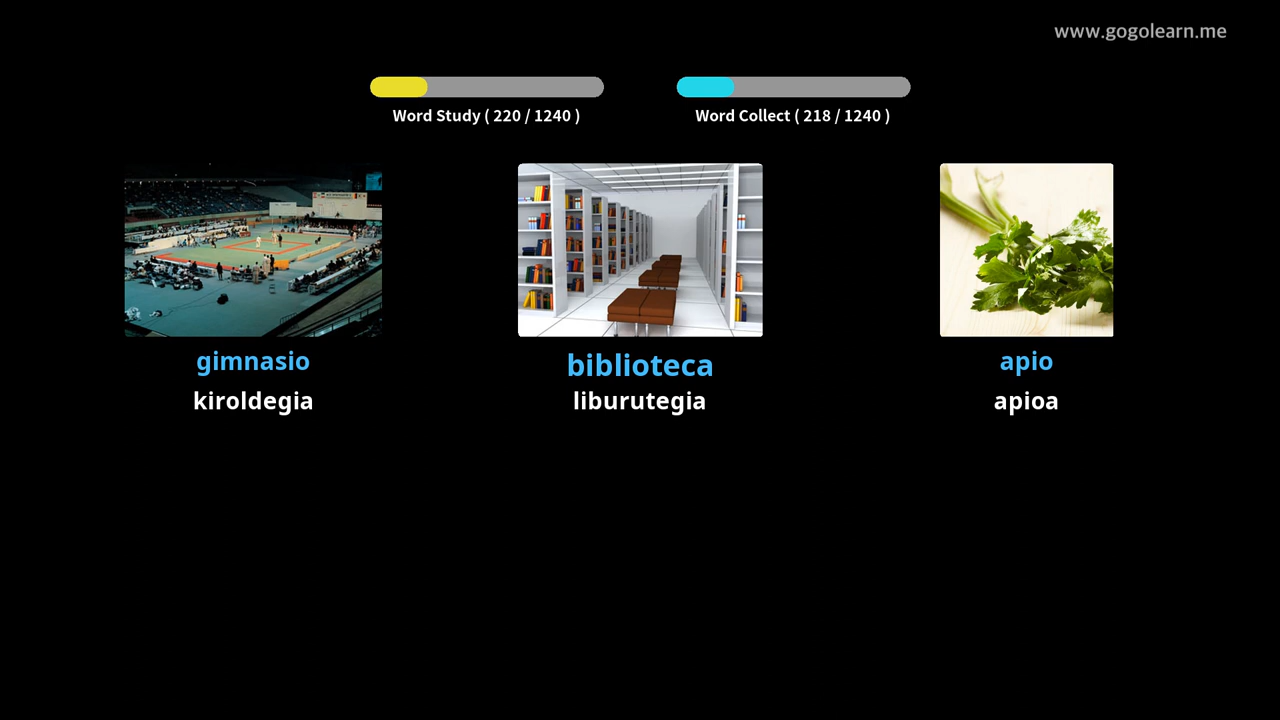 www.gogolearn.me
Word Study ( 220 / 1240 )
Word Collect ( 218 / 1240 )
gimnasio
kiroldegia
biblioteca
liburutegia
apio
apioa